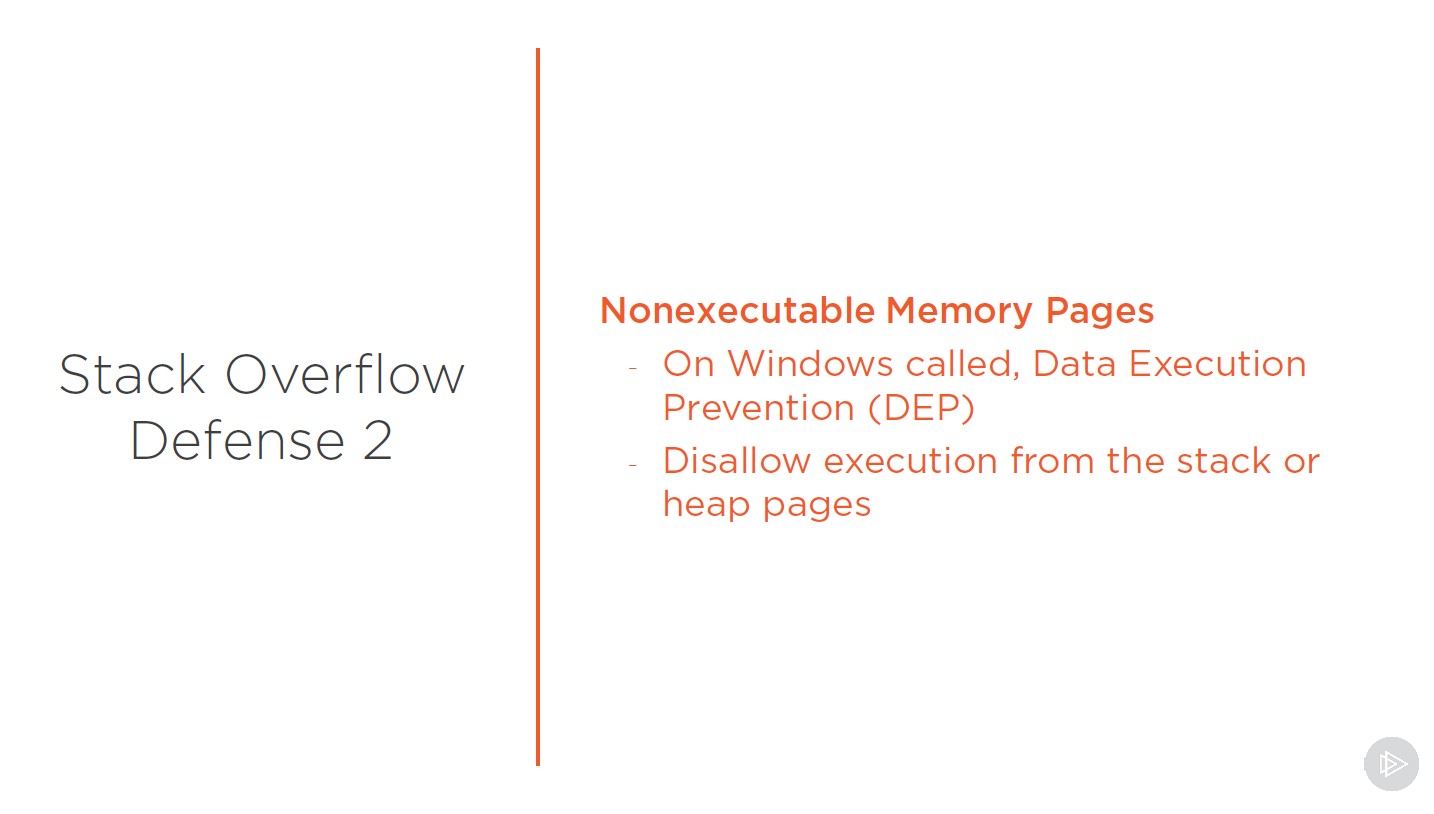 Stack Overflow
Defense 2
Nonexecutable Memory Pages
- On Windows called, Data Execution
Prevention (DEP)
- Disallow execution from the stack or
heap pages